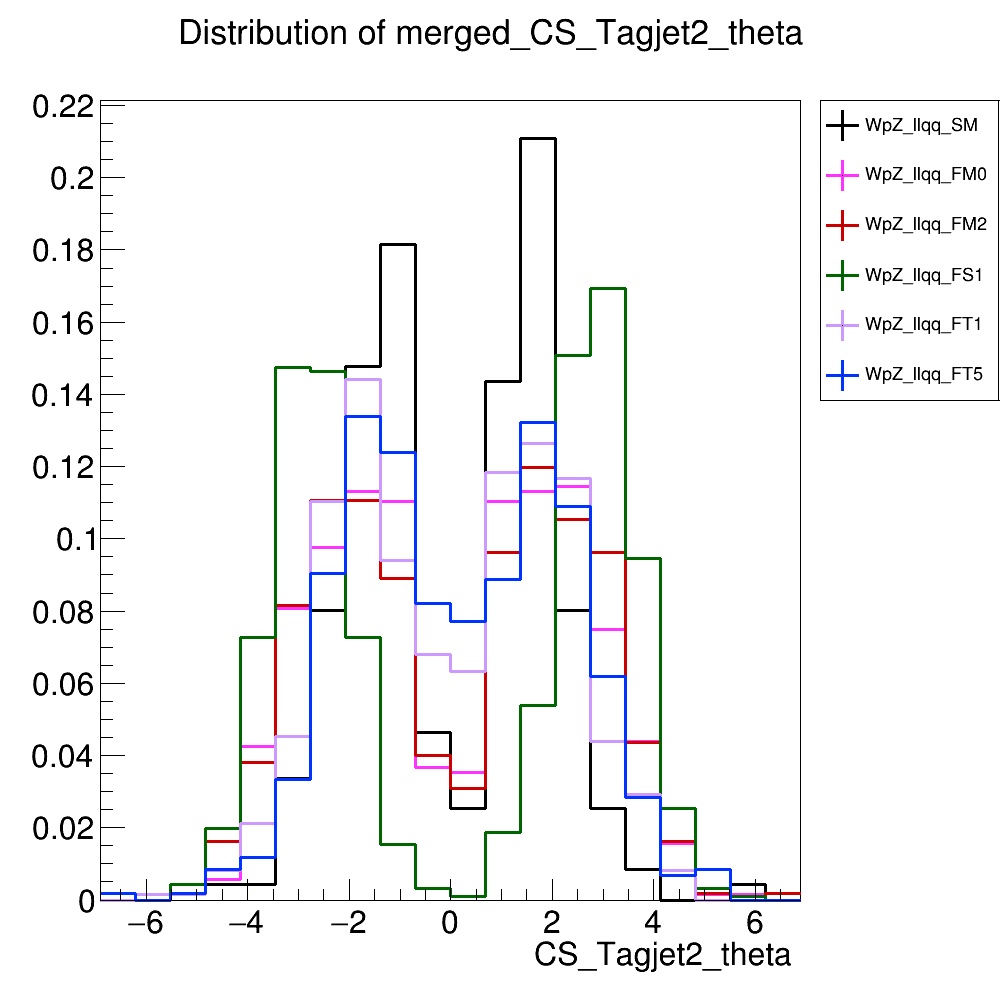 Distribution of merged_CS_Tagjet2_theta
0.22
0.2
0.18
0.16
0.14
0.12
0.1
0.08
0.06
0.04
0.02
0
−6 −4 −2 0 2 4 6
CS_Tagjet2_theta
WpZ_llqq_SM
WpZ_llqq_FM0
WpZ_llqq_FM2
WpZ_llqq_FS1
WpZ_llqq_FT1
WpZ_llqq_FT5